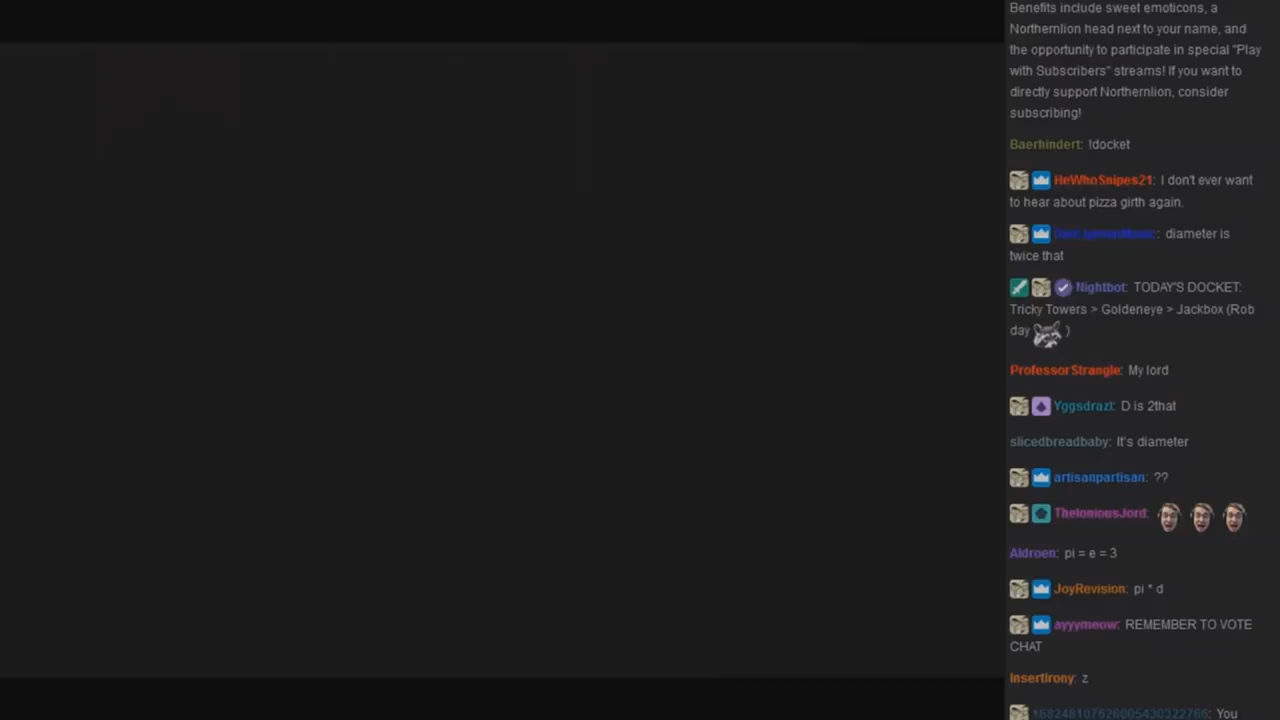 Benefits include sweet emoticons, a
Northernlion head next to your name, and
the opportunity to participate in special "Play
with Subscribers" streams! If you want to
directly support Northernlion, consider
subscribing!
Baerhindert: !docket
HeWhoSnipes21: I don't ever want
to hear about pizza girth again.
: diameter is
twice that
Nightbot: TODAY'S DOCKET:
Tricky Towers > Goldeneye > Jackbox (Rob
day )
ProfessorStrangle: My lord
Yggsdrazl: D is 2that
slicedbreadbaby: It's diameter
artisanpartisan: ??
TheloniousJord:
Aldroen: pi = e = 3
JoyRevision: pi * d
ayyymeow: REMEMBER TO VOTE
CHAT
Insertirony: z
: You